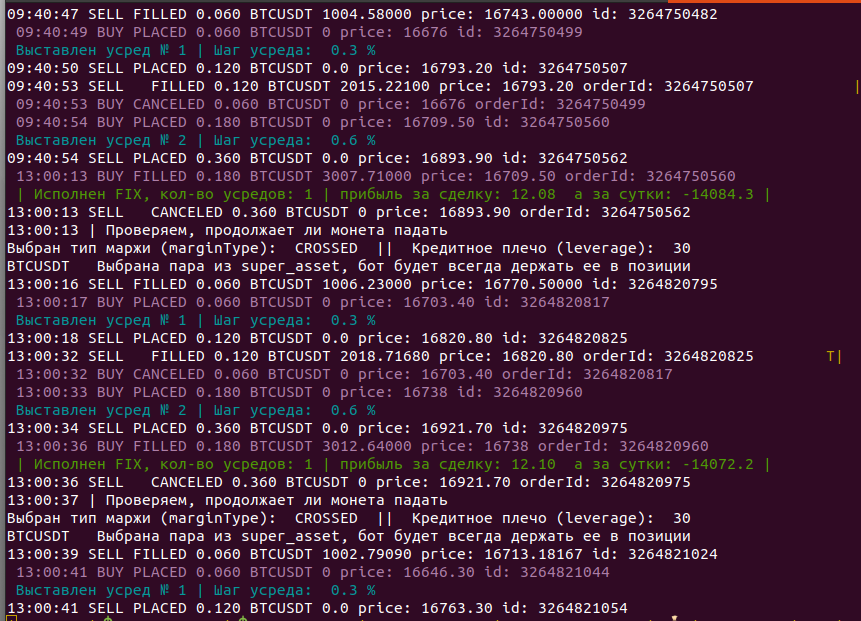 09:40:47 SELL FILLED 0.060 BTCUSDT 1004.58000 price: 16743.00000 id: 3264750482
09:40:49 BUY PLACED 0.060 BTCUSDT 0 price: 16676 id: 3264750499
Выставлен усред № 1 | Шаг усреда:  0.3 %
09:40:50 SELL PLACED 0.120 BTCUSDT 0.0 price: 16793.20 id: 3264750507
09:40:53 SELL   FILLED 0.120 BTCUSDT 2015.22100 price: 16793.20 orderId: 3264750507 |
09:40:53 BUY CANCELED 0.060 BTCUSDT 0 price: 16676 orderId: 3264750499
09:40:54 BUY PLACED 0.180 BTCUSDT 0 price: 16709.50 id: 3264750560
Выставлен усред № 2 | Шаг усреда:  0.6 %
09:40:54 SELL PLACED 0.360 BTCUSDT 0.0 price: 16893.90 id: 3264750562
13:00:13 BUY FILLED 0.180 BTCUSDT 3007.71000 price: 16709.50 orderId: 3264750560
| Исполнен FIX, кол-во усредов: 1 | прибыль за сделку: 12.08  а за сутки: -14084.3 |
13:00:13 SELL   CANCELED 0.360 BTCUSDT 0 price: 16893.90 orderId: 3264750562
13:00:13 | Проверяем, продолжает ли монета падать
Выбран тип маржи (marginType):  CROSSED  ||  Кредитное плечо (leverage):  30
BTCUSDT   Выбрана пара из super_asset, бот будет всегда держать ее в позиции
13:00:16 SELL FILLED 0.060 BTCUSDT 1006.23000 price: 16770.50000 id: 3264820795
13:00:17 BUY PLACED 0.060 BTCUSDT 0 price: 16703.40 id: 3264820817
Выставлен усред № 1 | Шаг усреда:  0.3 %
13:00:18 SELL PLACED 0.120 BTCUSDT 0.0 price: 16820.80 id: 3264820825
13:00:32 SELL   FILLED 0.120 BTCUSDT 2018.71680 price: 16820.80 orderId: 3264820825 T|
13:00:32 BUY CANCELED 0.060 BTCUSDT 0 price: 16703.40 orderId: 3264820817
13:00:33 BUY PLACED 0.180 BTCUSDT 0 price: 16738 id: 3264820960
Выставлен усред № 2 | Шаг усреда:  0.6 %
13:00:34 SELL PLACED 0.360 BTCUSDT 0.0 price: 16921.70 id: 3264820975
13:00:36 BUY FILLED 0.180 BTCUSDT 3012.64000 price: 16738 orderId: 3264820960
| Исполнен FIX, кол-во усредов: 1 | прибыль за сделку: 12.10  а за сутки: -14072.2 |
13:00:36 SELL   CANCELED 0.360 BTCUSDT 0 price: 16921.70 orderId: 3264820975
13:00:37 | Проверяем, продолжает ли монета падать
Выбран тип маржи (marginType):  CROSSED  ||  Кредитное плечо (leverage):  30
BTCUSDT   Выбрана пара из super_asset, бот будет всегда держать ее в позиции
13:00:39 SELL FILLED 0.060 BTCUSDT 1002.79090 price: 16713.18167 id: 3264821024
13:00:41 BUY PLACED 0.060 BTCUSDT 0 price: 16646.30 id: 3264821044
Выставлен усред № 1 | Шаг усреда:  0.3 %
13:00:41 SELL PLACED 0.120 BTCUSDT 0.0 price: 16763.30 id: 3264821054